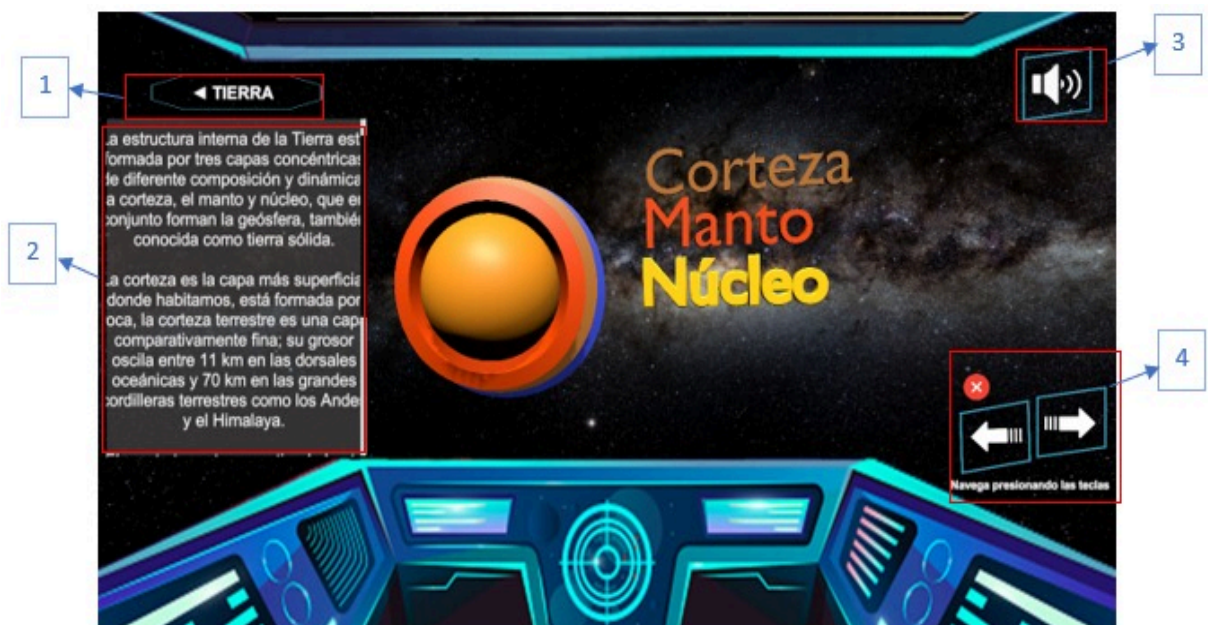 1
◄ TIERRA
3
a estructura interna de la Tierra est
formada por tres capas concéntricas
de diferente composición y dinámica
a corteza, el manto y núcleo, que en
conjunto forman la geósfera, también
conocida como tierra sólida.
2
a corteza es la capa más superficia
donde habitamos, está formada por
oca, la corteza terrestre es una capa
comparativamente fina; su grosor
oscila entre 11 km en las dorsales
oceánicas y 70 km en las grandes
cordilleras terrestres como los Andes
y el Himalaya.
Corteza
Manto
Núcleo
4
Navega presionando las teclas